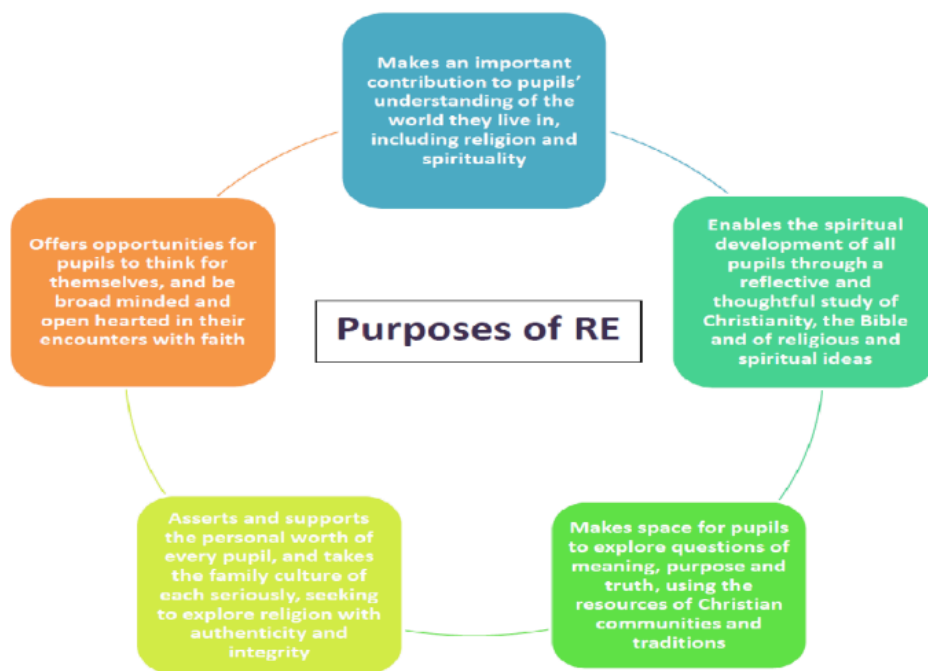 Makes an important
contribution to pupils'
understanding of the
world they live in,
including religion and
spirituality
Enables the spiritual
development of all
pupils through a
reflective and
thoughtful study of
Christianity, the Bible
and of religious and
spiritual ideas
Makes space for pupils
to explore questions of
meaning, purpose and
truth, using the
resources of Christian
communities and
traditions
Asserts and supports
the personal worth of
every pupil, and takes
the family culture of
each seriously, seeking
to explore religion with
authenticity and
integrity
Offers opportunities for
pupils to think for
themselves, and be
broad minded and
open hearted in their
encounters with faith
Purposes of RE